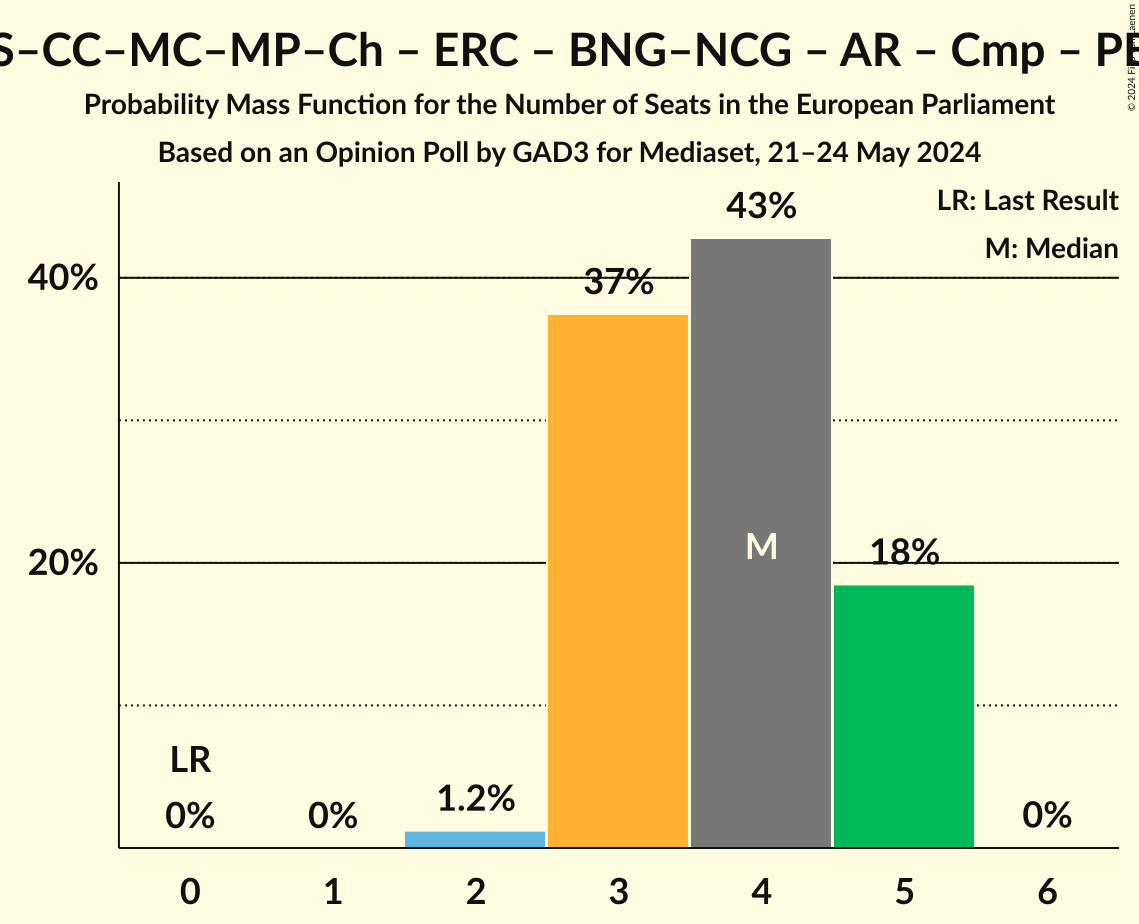 S–CC–MC–MP–Ch – ERC – BNG–NCG – AR – Cmp –
Probability Mass Function for the Number of Seats in the European Parliament
Based on an Opinion Poll by GAD3 for Mediaset, 21–24 May 2024
© 2024
LR: Last Result
M: Median
43%
40%
37%
M
20%
18%
LR
0%
0%
1.2%
0%
0 1 2 3 4 5 6